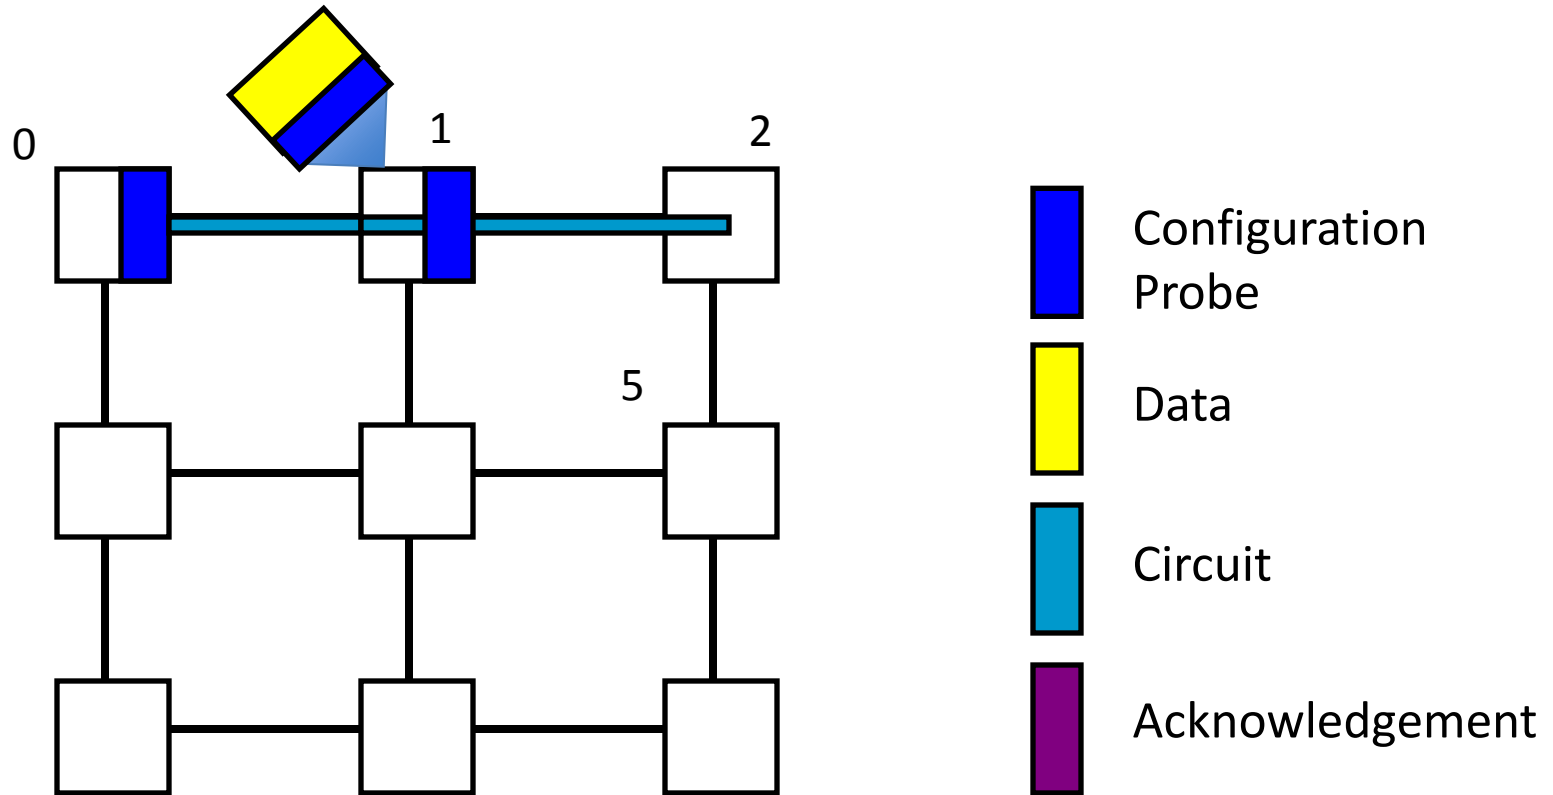 0
1
2
5
Configuration
Probe
Data
Circuit
Acknowledgement